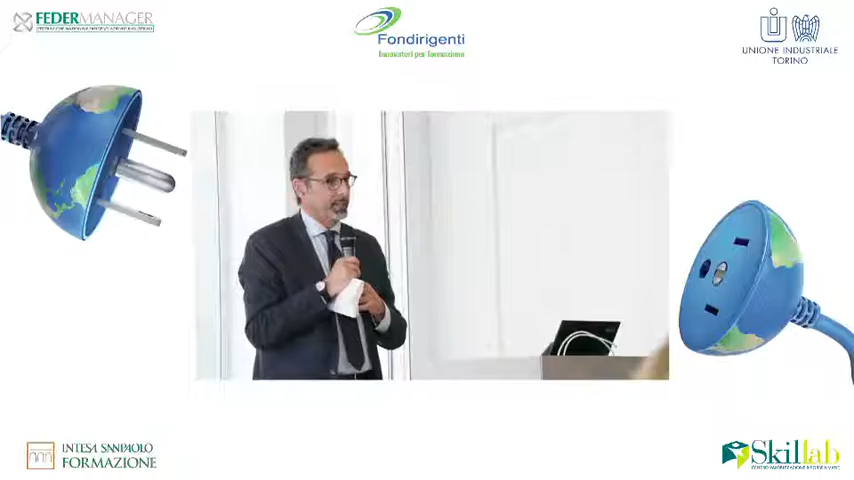 FEDERMANAGER
Fondirigenti
Innovatori per formazione
UNIONE INDUSTRIALE
TORINO
INTESA SANPAOLO
FORMAZIONE
Skillab